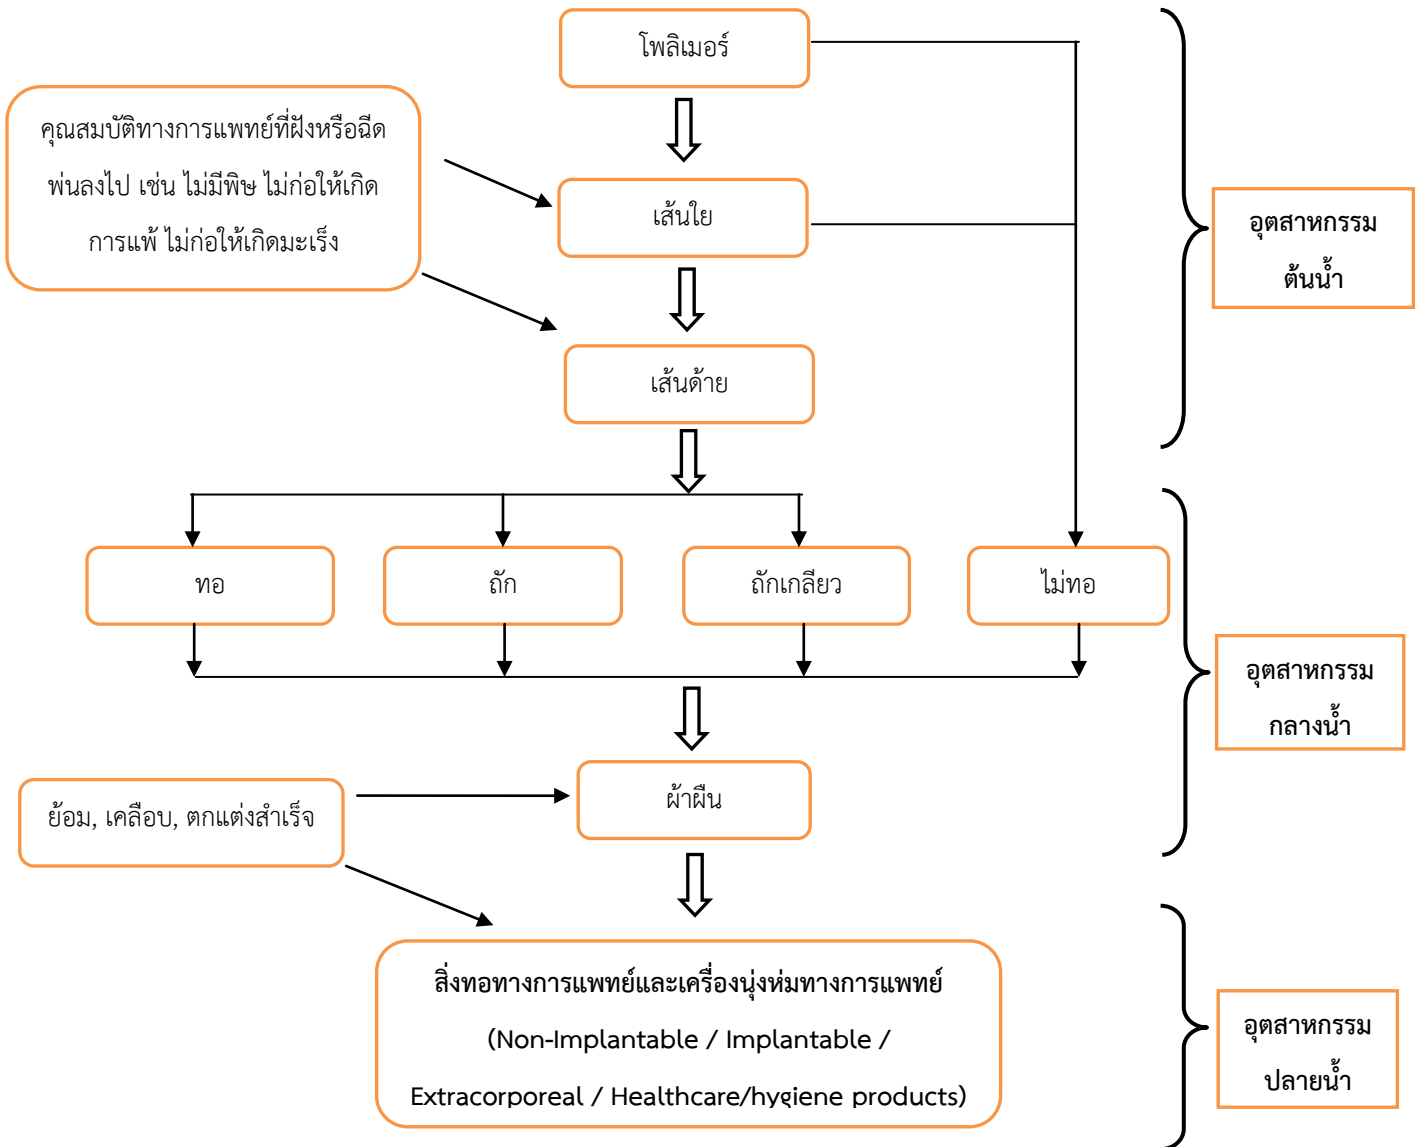 โพลิเมอร์
คุณสมบัติทางการแพทย์ที่ฝังหรือฉีด
พ่นลงไป เช่น ไม่มีพิษ ไม่ก่อให้เกิด
การแพ้ ไม่ก่อให้เกิดมะเร็ง
เส้นใย
อุตสาหกรรม
ต้นน้ำ
เส้นด้าย
ทอ
ถัก
ถักเกลียว
ไม่ทอ
อุตสาหกรรม
กลางน้ำ
ย้อม, เคลือบ, ตกแต่งสำเร็จ
ผ้าผืน
สิ่งทอทางการแพทย์และเครื่องนุ่งห่มทางการแพทย์
(Non-Implantable / Implantable /
Extracorporeal / Healthcare/hygiene products)
อุตสาหกรรม
ปลายน้ำ